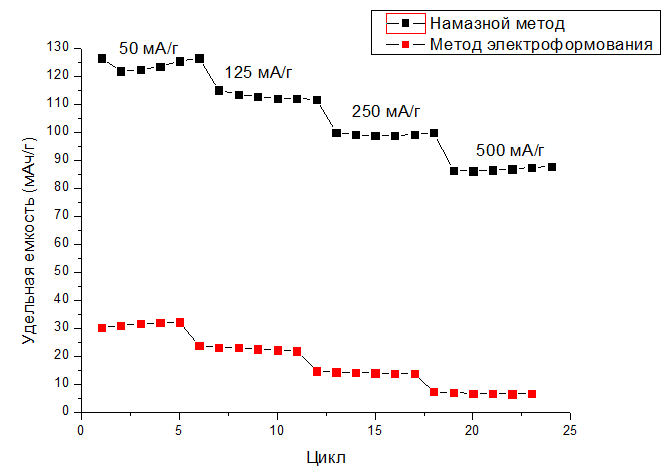 Намазной метод
Метод электроформования
50 мА/г
125 мА/г
250 мА/г
500 мА/г
Удельная емкость (мАч/г)
130
120
110
100
90
80
70
60
50
40
30
20
10
0
0 5 10 15 20 25
Цикл